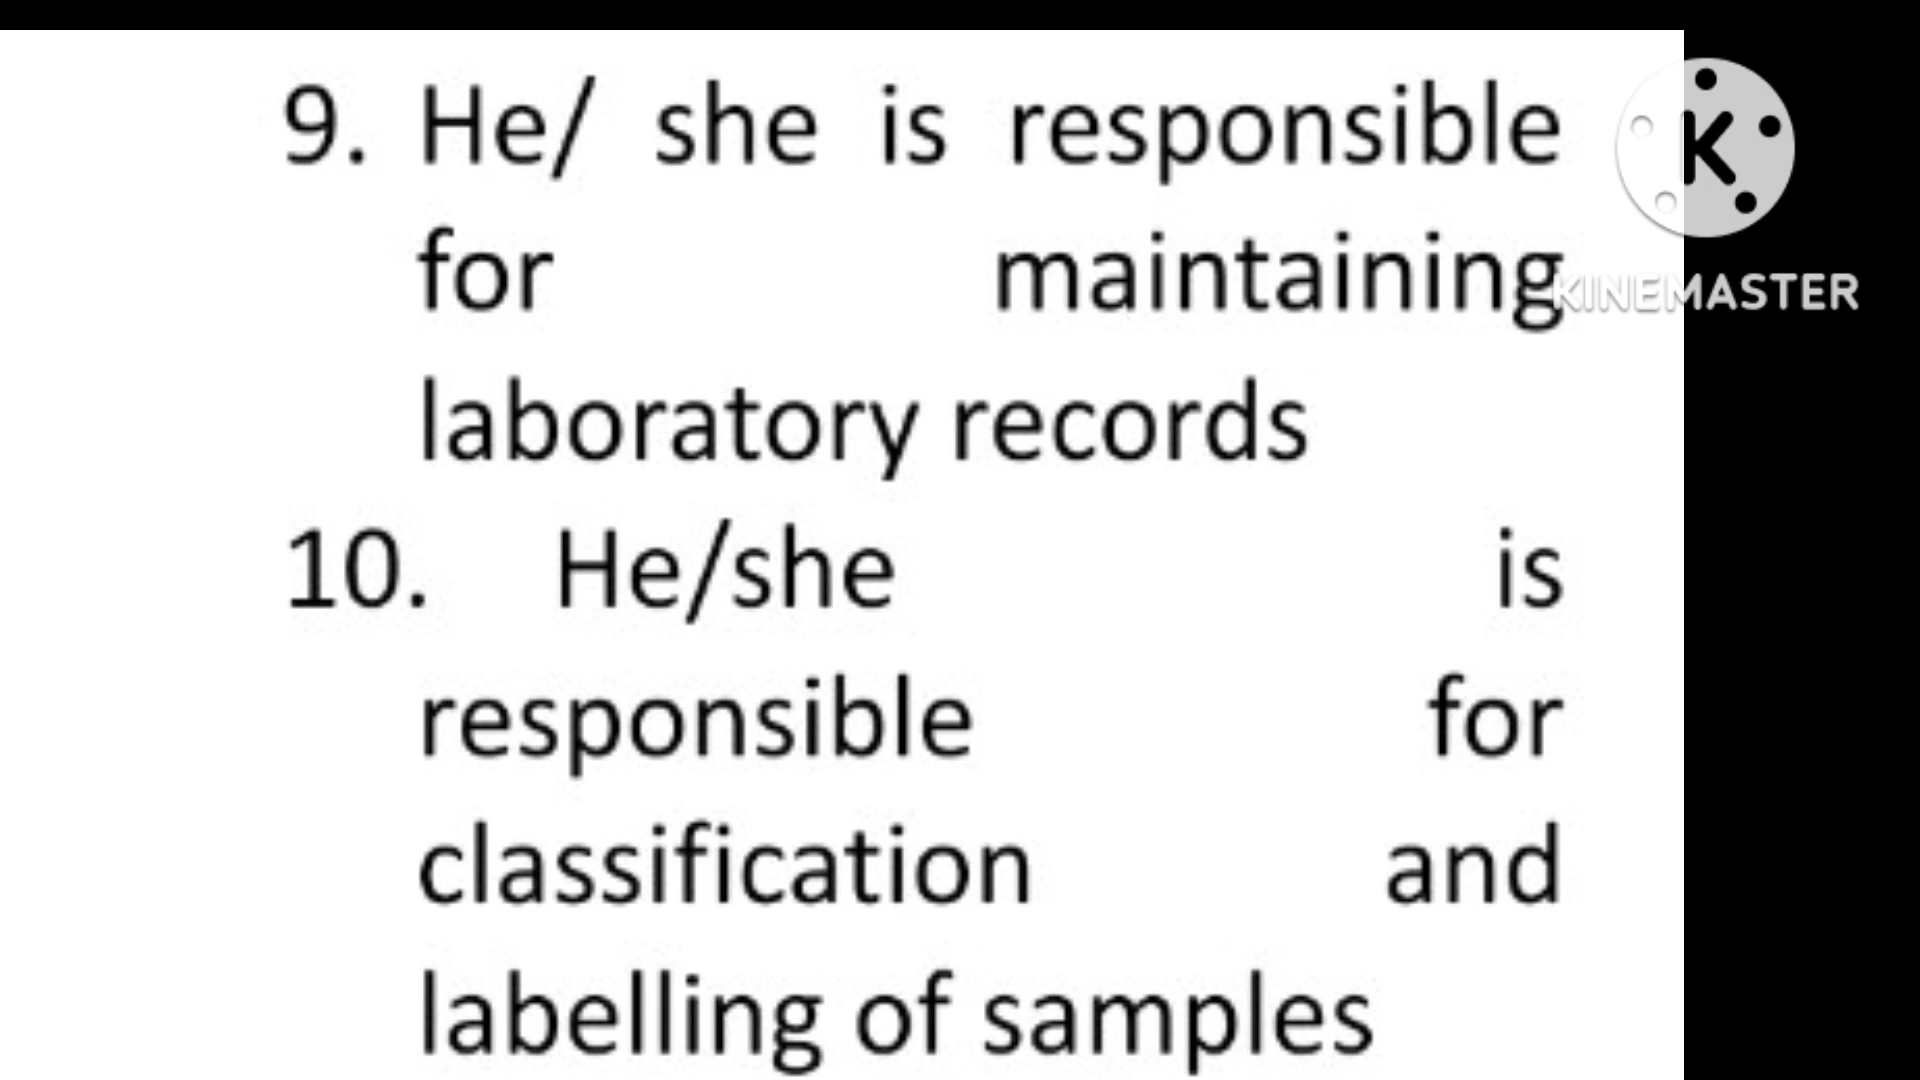 9. He/ she is responsible
for maintaining
laboratory records
10. He/she is
responsible for
classification and
labelling of samples
K
KINEMASTER